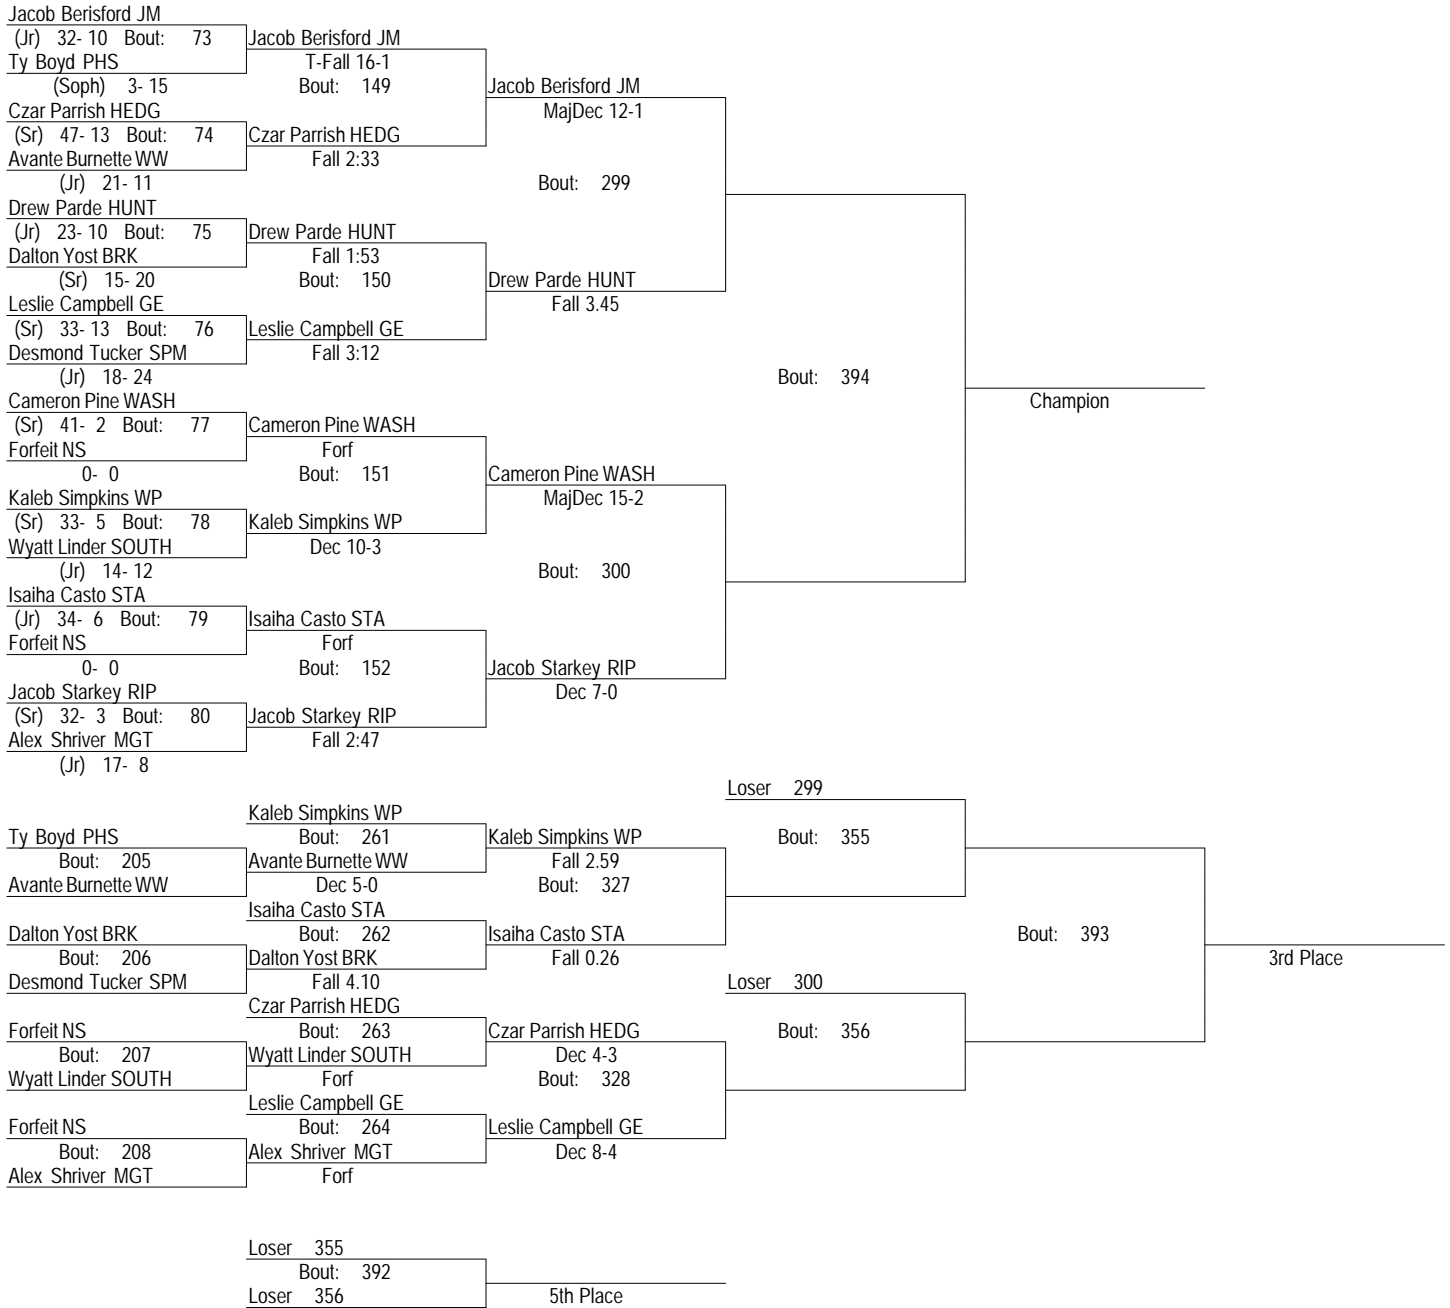 Jacob Berisford JM
(Jr) 32- 10 Bout: 73 Jacob Berisford JM
Ty Boyd PHS T-Fall 16-1
(Soph) 3- 15 Bout: 149 Jacob Berisford JM
Czar Parrish HEDG MajDec 12-1
(Sr) 47- 13 Bout: 74 Czar Parrish HEDG
Avante Burnette WW Fall 2:33
(Jr) 21- 11 Bout: 299
Drew Parde HUNT
(Jr) 23- 10 Bout: 75 Drew Parde HUNT
Dalton Yost BRK Fall 1:53
(Sr) 15- 20 Bout: 150 Drew Parde HUNT
Leslie Campbell GE Fall 3.45
(Sr) 33- 13 Bout: 76 Leslie Campbell GE
Desmond Tucker SPM Fall 3:12
(Jr) 18- 24 Bout: 394
Cameron Pine WASH Champion
(Sr) 41- 2 Bout: 77 Cameron Pine WASH
Forfeit NS Forf
0- 0 Bout: 151 Cameron Pine WASH
Kaleb Simpkins WP MajDec 15-2
(Sr) 33- 5 Bout: 78 Kaleb Simpkins WP
Wyatt Linder SOUTH Dec 10-3
(Jr) 14- 12 Bout: 300
Isaiha Casto STA
(Jr) 34- 6 Bout: 79 Isaiha Casto STA
Forfeit NS Forf
0- 0 Bout: 152 Jacob Starkey RIP
Jacob Starkey RIP Dec 7-0
(Sr) 32- 3 Bout: 80 Jacob Starkey RIP
Alex Shriver MGT Fall 2:47
(Jr) 17- 8
Loser 299
Kaleb Simpkins WP
Ty Boyd PHS Bout: 261 Kaleb Simpkins WP Bout: 355
Bout: 205 Avante Burnette WW Fall 2.59
Avante Burnette WW Dec 5-0 Bout: 327
Isaiha Casto STA
Dalton Yost BRK Bout: 262 Isaiha Casto STA Bout: 393
Bout: 206 Dalton Yost BRK Fall 0.26 3rd Place
Desmond Tucker SPM Fall 4.10 Loser 300
Czar Parrish HEDG
Forfeit NS Bout: 263 Czar Parrish HEDG Bout: 356
Bout: 207 Wyatt Linder SOUTH Dec 4-3
Wyatt Linder SOUTH Forf Bout: 328
Leslie Campbell GE
Forfeit NS Bout: 264 Leslie Campbell GE
Bout: 208 Alex Shriver MGT Dec 8-4
Alex Shriver MGT Forf
Loser 355
Bout: 392
Loser 356 5th Place